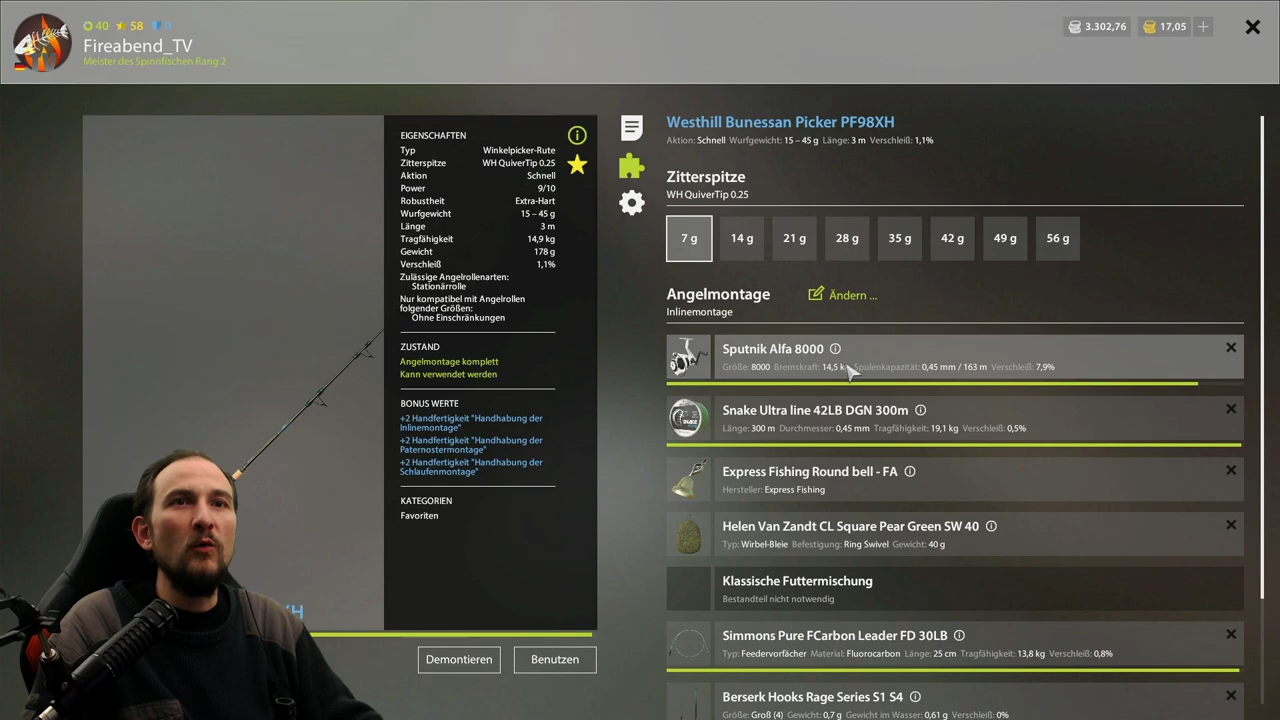 40 58 0
Fireabend_TV
Meister des Spinnfischen Rang 2
3.302,76 17,05
EIGENSCHAFTEN
Typ Winkelpicker-Rute
Zitterspitze WH QuiverTip 0.25
Aktion Schnell
Power 9/10
Robustheit Extra-Hart
Wurfgewicht 15 – 45 g
Länge 3 m
Tragfähigkeit 14,9 kg
Gewicht 178 g
Verschleiß 1,1%
Zulässige Angelrollenarten:
Stationärrolle
Nur kompatibel mit Angelrollen
folgender Größen:
Ohne Einschränkungen
ZUSTAND
Angelmontage komplett
Kann verwendet werden
BONUS WERTE
+2 Handfertigkeit "Handhabung der
Inlinemontage"
+2 Handfertigkeit "Handhabung der
Paternostermontage"
+2 Handfertigkeit "Handhabung der
Schlaufenmontage"
KATEGORIEN
Favoriten
XH
Demontieren Benutzen
Westhill Bunessan Picker PF98XH
Aktion: Schnell Wurfgewicht: 15 – 45 g Länge: 3 m Verschleiß: 1,1%
Zitterspitze
WH QuiverTip 0.25
7 g 14 g 21 g 28 g 35 g 42 g 49 g 56 g
Angelmontage Ändern ...
Inlinemontage
Sputnik Alfa 8000
Größe: 8000 Bremskraft: 14,5 Spulenkapazität: 0,45 mm / 163 m Verschleiß: 7,9%
Snake Ultra line 42LB DGN 300m
Länge: 300 m Durchmesser: 0,45 mm Tragfähigkeit: 19,1 kg Verschleiß: 0,5%
Express Fishing Round bell - FA
Hersteller: Express Fishing
Helen Van Zandt CL Square Pear Green SW 40
Typ: Wirbel-Bleie Befestigung: Ring Swivel Gewicht: 40 g
Klassische Futtermischung
Bestandteil nicht notwendig
Simmons Pure FCarbon Leader FD 30LB
Typ: Feedervorfächer Material: Fluorocarbon Länge: 25 cm Tragfähigkeit: 13,8 kg Verschleiß: 0,8%
Berserk Hooks Rage Series S1 S4
Größe: Groß (4) Gewicht: 0,7 g Gewicht im Wasser: 0,61 g Verschleiß: 0%